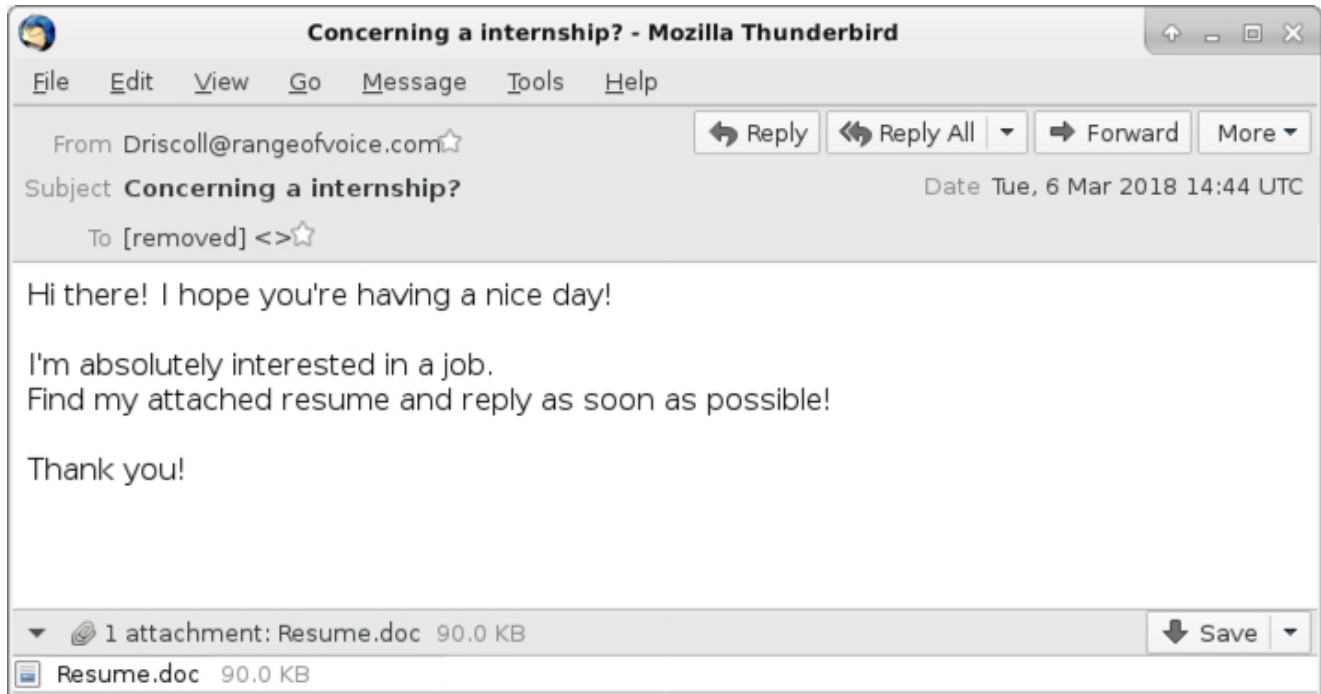 Concerning a internship? - Mozilla Thunderbird
File Edit View Go Message Tools Help
From Driscoll@rangeofvoice.com Reply Reply All Forward More
Subject Concerning a internship? Date Tue, 6 Mar 2018 14:44 UTC
To [removed] <>
Hi there! I hope you're having a nice day!
I'm absolutely interested in a job.
Find my attached resume and reply as soon as possible!
Thank you!
1 attachment: Resume.doc 90.0 KB Save
Resume.doc 90.0 KB